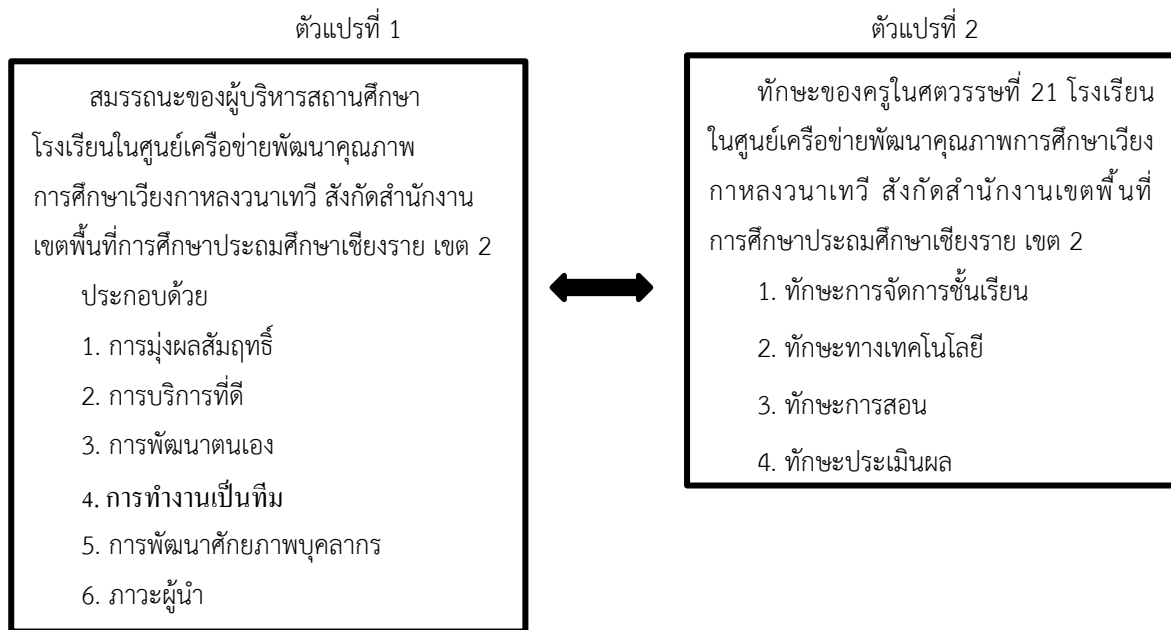 ตัวแปรที่ 1
สมรรถนะของผู้บริหารสถานศึกษา
โรงเรียนในศูนย์เครือข่ายพัฒนาคุณภาพ
การศึกษาเวียงกาหลงวนาเทวี สังกัดสำนักงาน
เขตพื้นที่การศึกษาประถมศึกษาเชียงราย เขต 2
ประกอบด้วย
1. การมุ่งผลสัมฤทธิ์
2. การบริการที่ดี
3. การพัฒนาตนเอง
4. การทำงานเป็นทีม
5. การพัฒนาศักยภาพบุคลากร
6. ภาวะผู้นำ
ตัวแปรที่ 2
ทักษะของครูในศตวรรษที่ 21 โรงเรียน
ในศูนย์เครือข่ายพัฒนาคุณภาพการศึกษาเวียง
กาหลงวนาเทวี สังกัดสำนักงานเขตพื้นที่
การศึกษาประถมศึกษาเชียงราย เขต 2
1. ทักษะการจัดการชั้นเรียน
2. ทักษะทางเทคโนโลยี
3. ทักษะการสอน
4. ทักษะประเมินผล